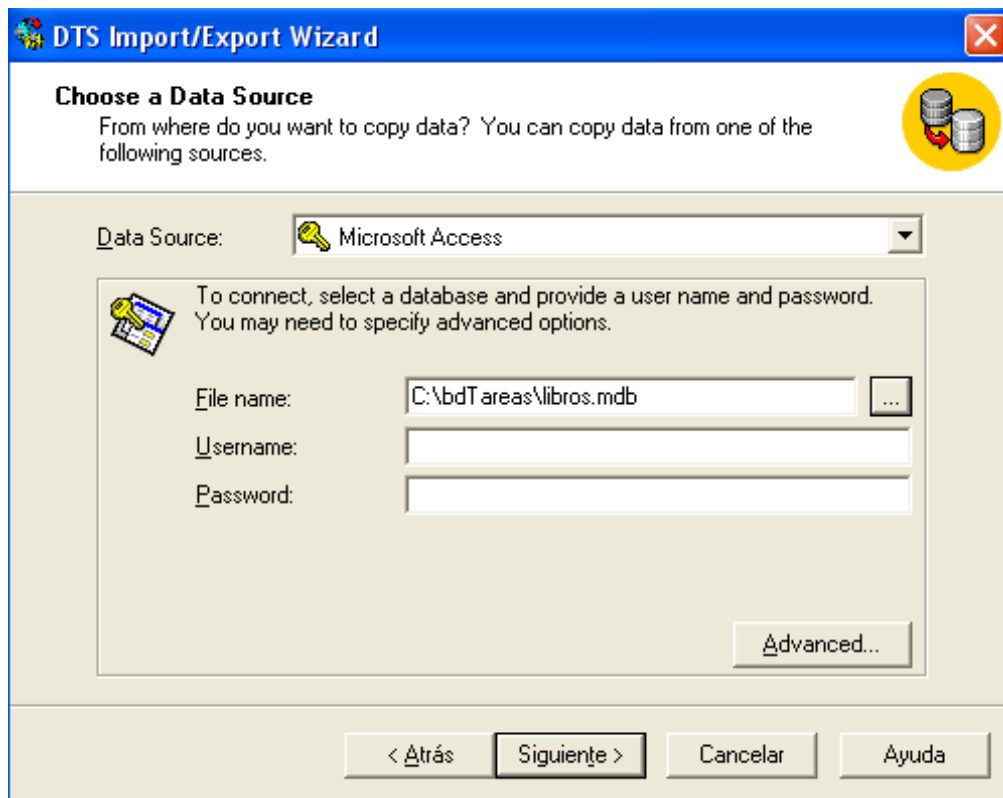 DTS Import/Export Wizard
Choose a Data Source
From where do you want to copy data? You can copy data from one of the
following sources.
Data Source:
Microsoft Access
To connect, select a database and provide a user name and password.
You may need to specify advanced options.
File name:
C:\bdTareas\libros.mdb
...
Username:
Password:
Advanced...
< Atrás
Siguiente >
Cancelar
Ayuda